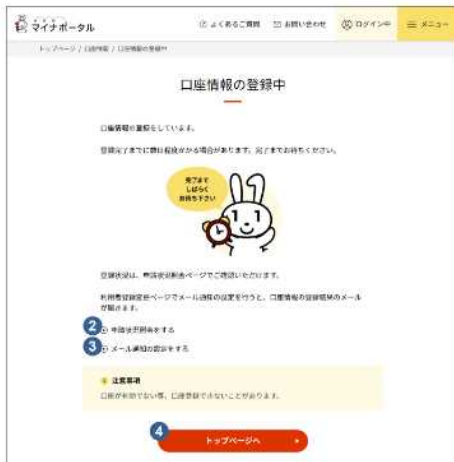 マイナポータル
よくあるご質問
お問い合わせ
ログイン中
メニュー
トップページ / 口座情報 / 口座情報の登録中
口座情報の登録中
口座情報の登録をしています。
登録完了までに数日程度かかる場合があります。完了までお待ちください。
完了まで
しばらく
お待ち下さい
登録状況は、申請状況照会ページでご確認いただけます。
利用者登録変更ページでメール通知の設定を行うと、口座情報の登録結果のメール
が届きます。
2 申請状況照会をする
3 メール通知の設定をする
注意事項
口座が有効でない等、口座登録できないことがあります。
4 トップページへ